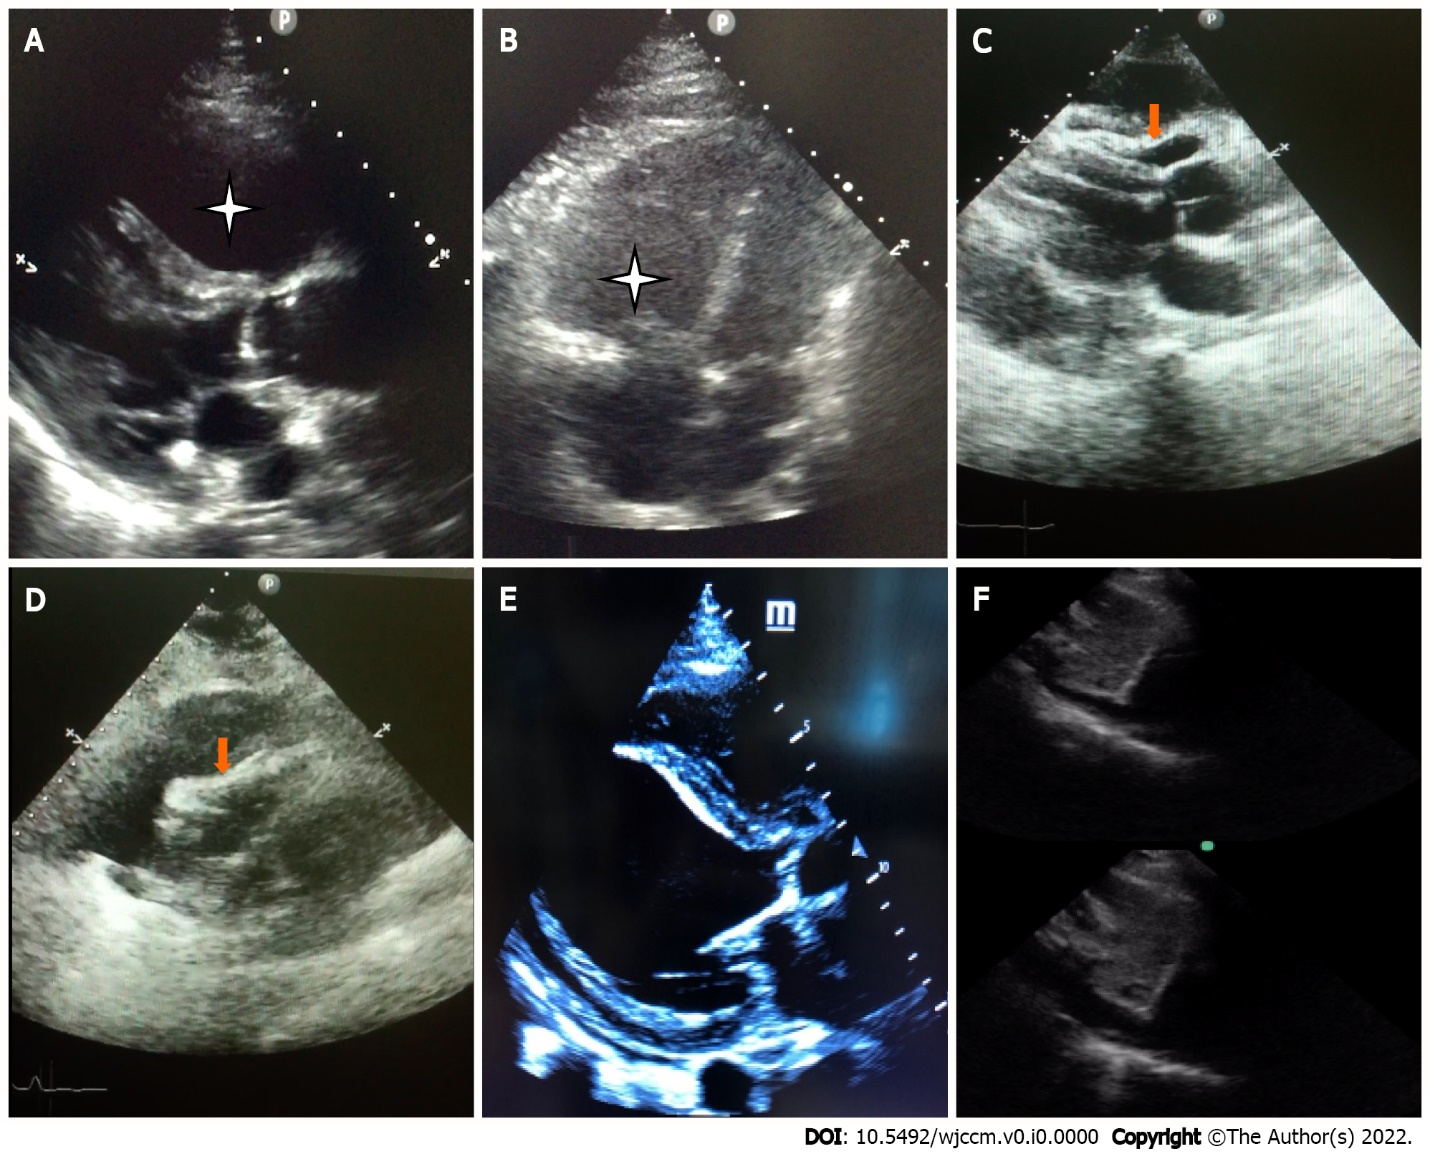 A
P
B
P
C
P
D
P
E
m
5
10
F
DOI: 10.5492/wjccm.v0.i0.0000 Copyright ©The Author(s) 2022.